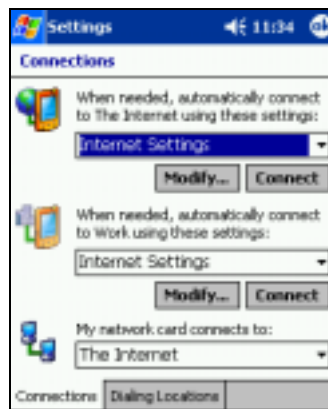 Settings 11:34 ok
Connections
When needed, automatically connect
to The Internet using these settings:
Internet Settings
Modify... Connect
When needed, automatically connect
to Work using these settings:
Internet Settings
Modify... Connect
My network card connects to:
The Internet
Connections Dialing Locations